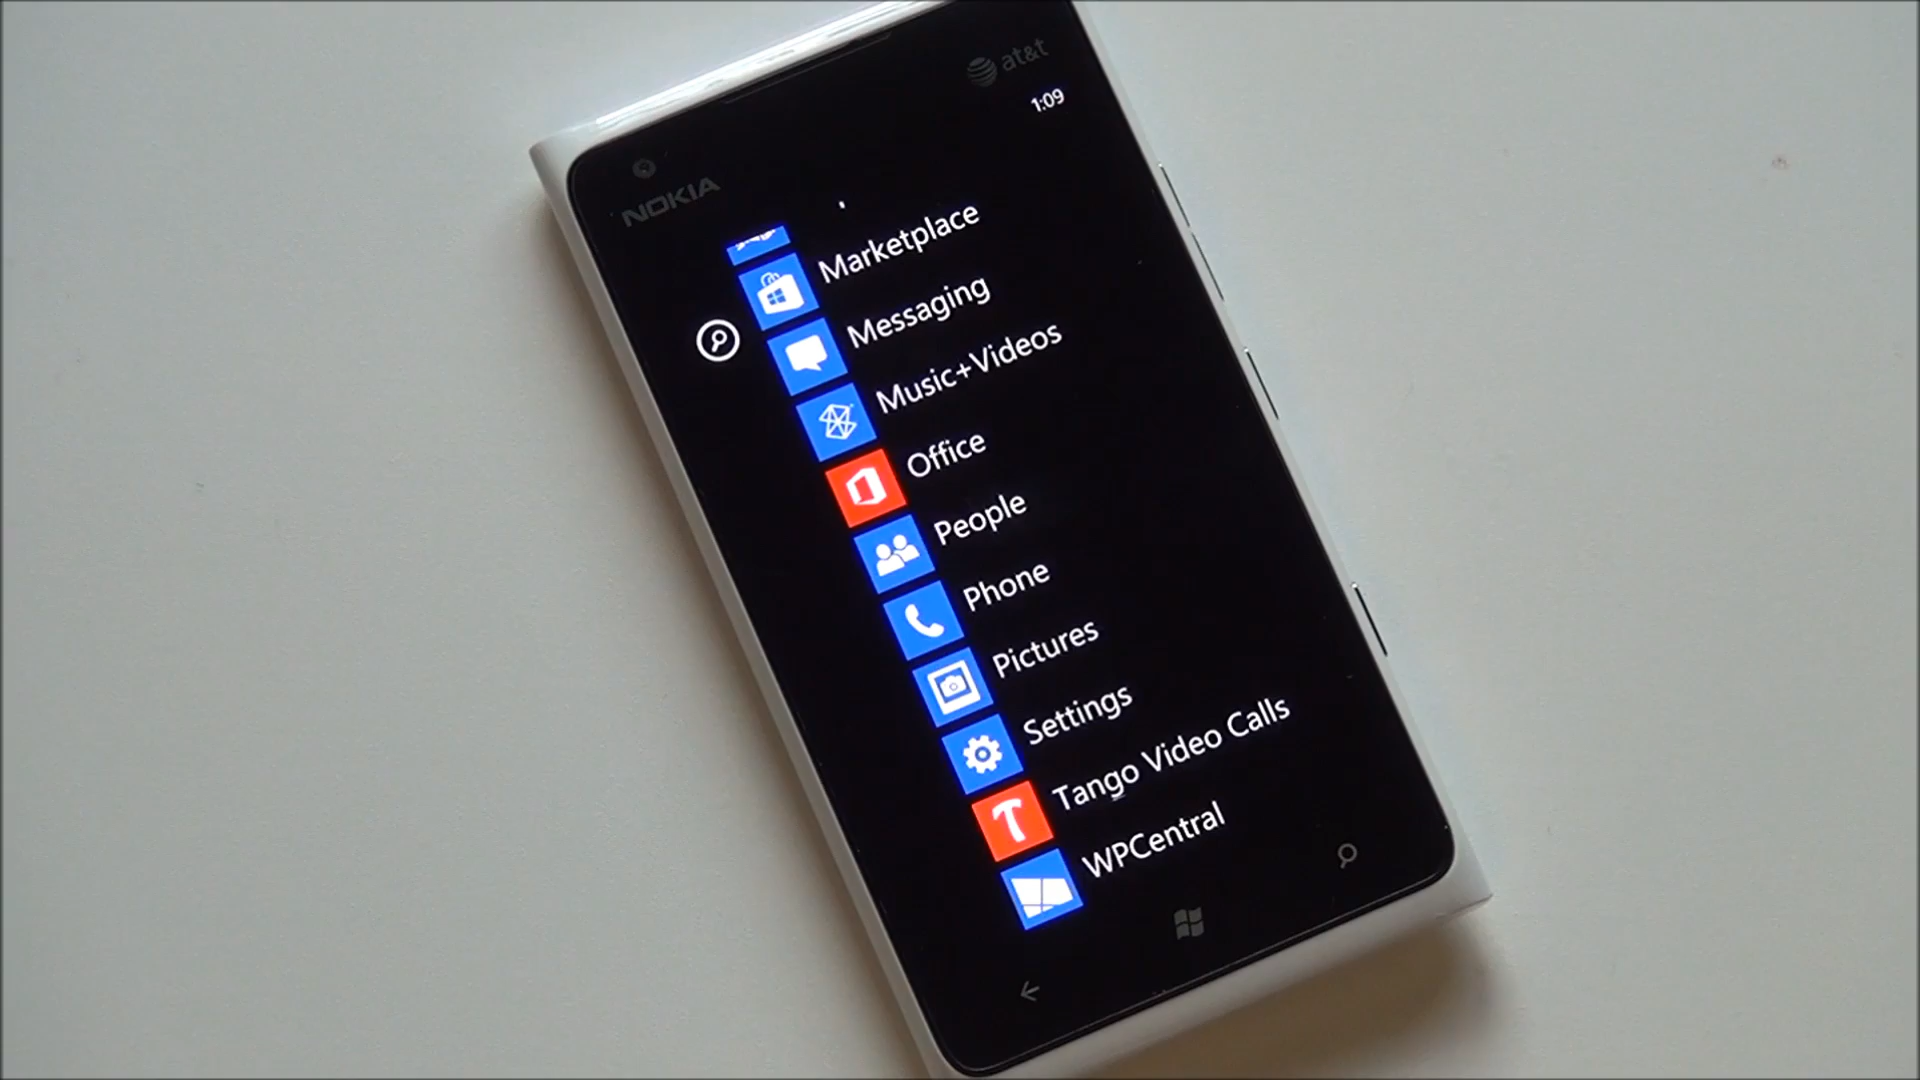 at&t
1:09
NOKIA
Marketplace
Messaging
Music+Videos
Office
People
Phone
Pictures
Settings
Tango Video Calls
WPCentral